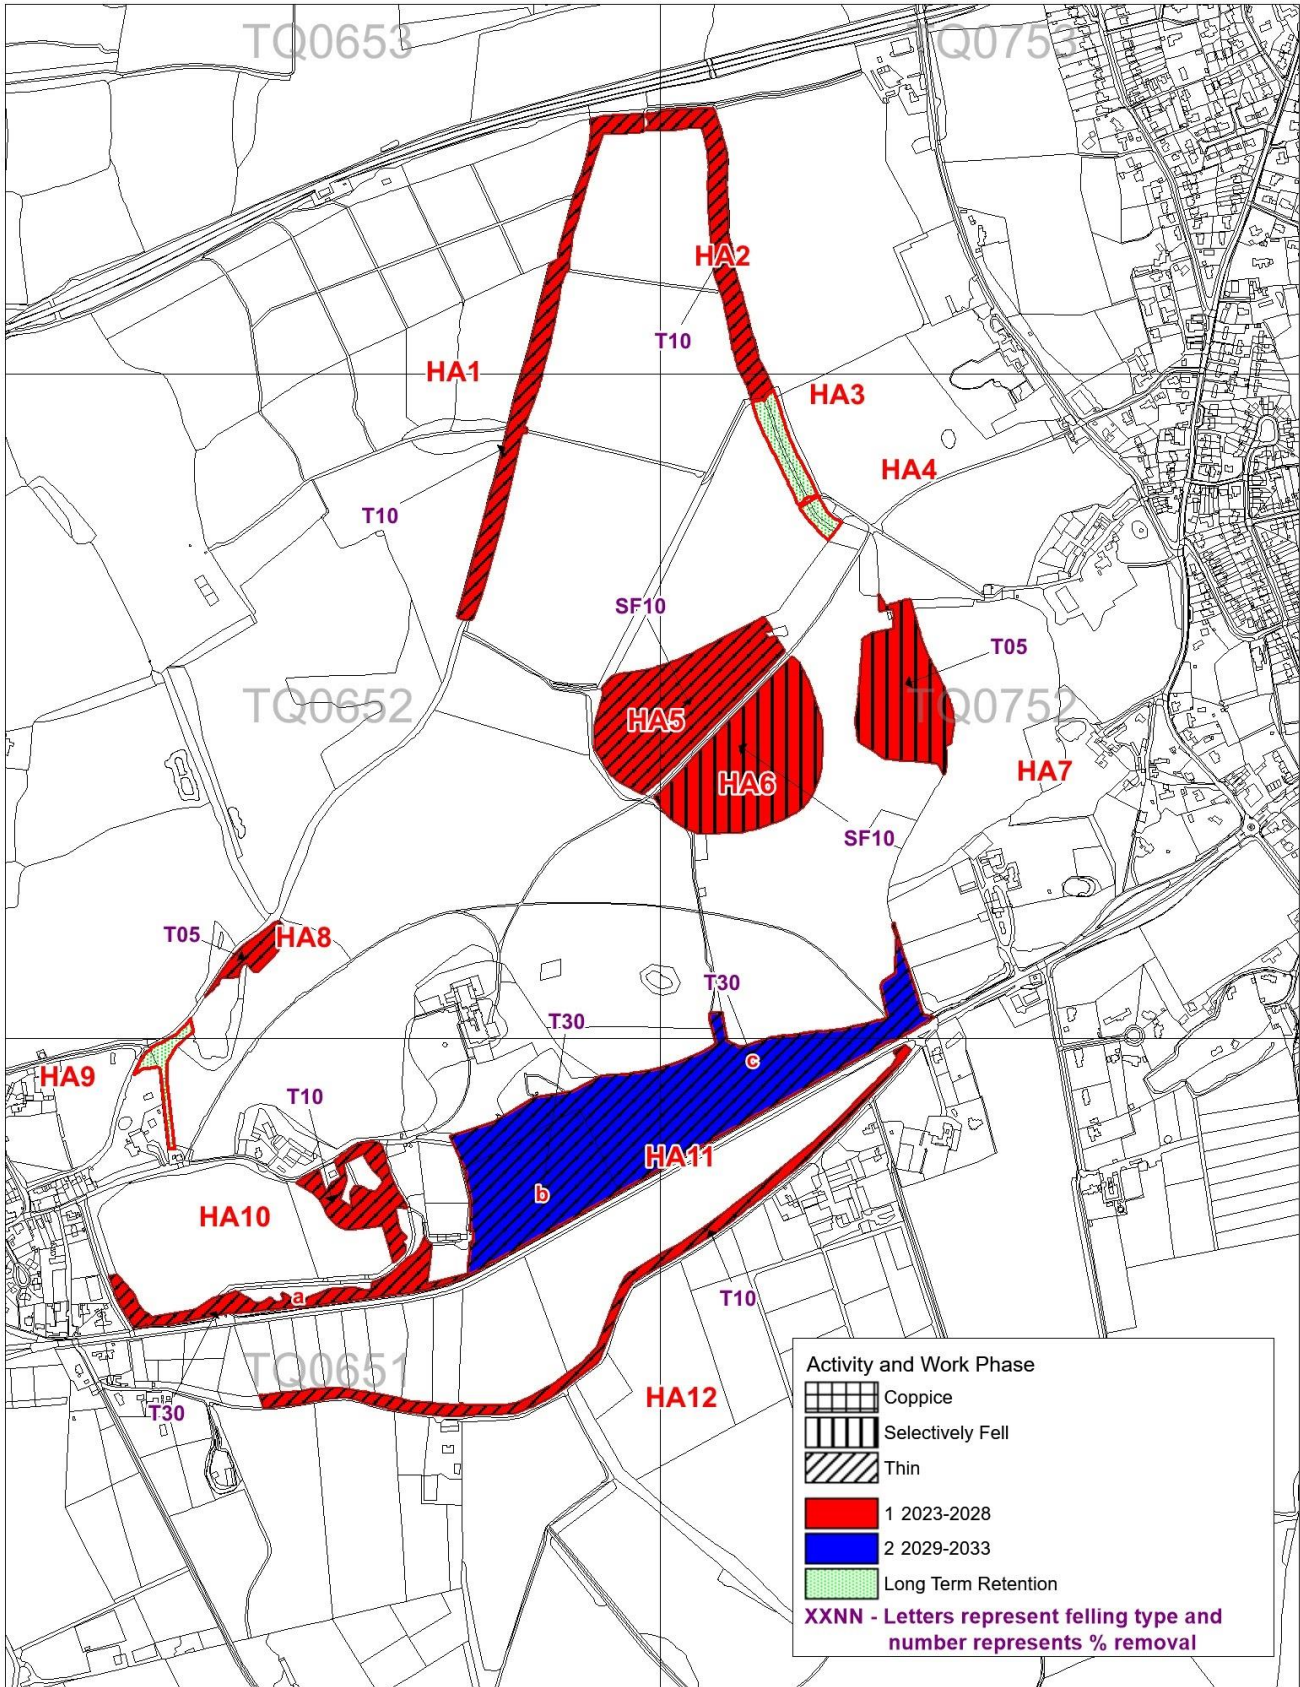 TQ0653
TQ0753
HA2
T10
HA1
HA3
HA4
T10
SF10
T05
TQ0652
HA5
TQ0752
HA7
HA6
SF10
T05
HA8
T30
T30
c
HA9
T10
HA11
b
HA10
a
T10
TQ0651
HA12
T30
Activity and Work Phase
Coppice
Selectively Fell
Thin
1 2023-2028
2 2029-2033
Long Term Retention
XXNN - Letters represent felling type and
number represents % removal